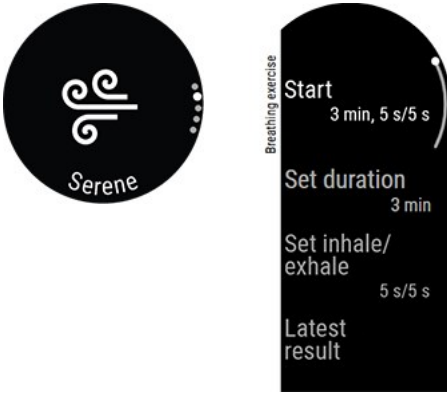 Serene
Breathing exercise
Start
3 min, 5 s/5 s
Set duration
3 min
Set inhale/
exhale
5 s/5 s
Latest
result